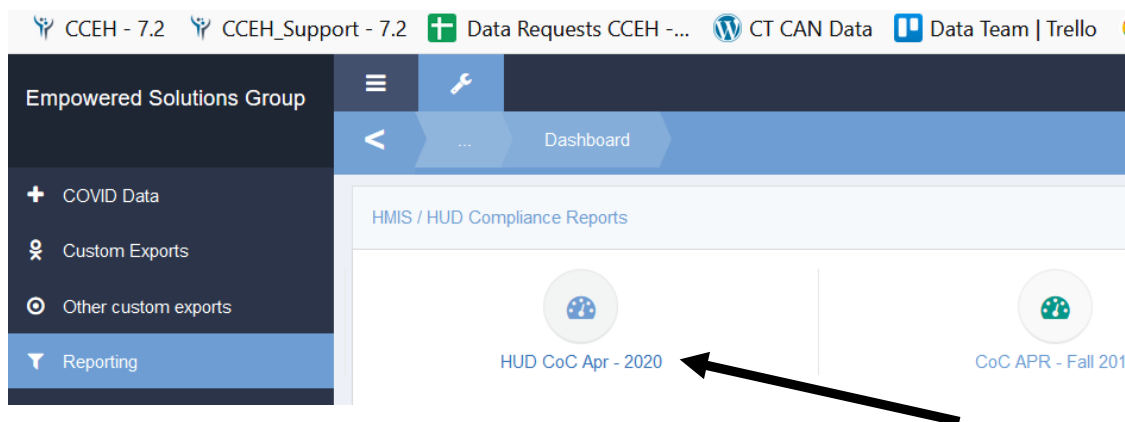 CCEH - 7.2 CCEH_Support - 7.2 Data Requests CCEH -... CT CAN Data Data Team | Trello
Empowered Solutions Group
... Dashboard
COVID Data
HMIS / HUD Compliance Reports
Custom Exports
Other custom exports
Reporting
HUD CoC Apr - 2020 CoC APR - Fall 201